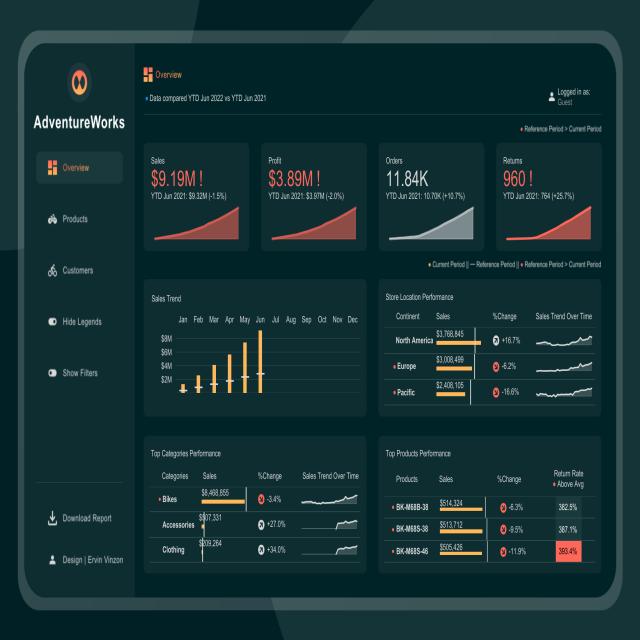 AdventureWorks
Overview
Products
Customers
Hide Legends
Show Filters
Download Report
Design | Ervin Vinzon
Overview
Data compared YTD Jun 2022 vs YTD Jun 2021
Logged in as:
Guest
Reference Period > Current Period
Sales
$9.19M !
YTD Jun 2021: $9.32M (-1.5%)
Profit
$3.89M !
YTD Jun 2021: $3.97M (-2.0%)
Orders
11.84K
YTD Jun 2021: 10.70K (+10.7%)
Returns
960 !
YTD Jun 2021: 764 (+25.7%)
Current Period || — Reference Period || Reference Period > Current Period
Sales Trend
Jan Feb Mar Apr May Jun Jul Aug Sep Oct Nov Dec
$8M
$6M
$4M
$2M
Store Location Performance
Continent Sales %Change Sales Trend Over Time
North America $3,768,845 +16.7%
Europe $3,008,499 -6.2%
Pacific $2,408,105 -16.6%
Top Categories Performance
Categories Sales %Change Sales Trend Over Time
Bikes $8,468,855 -3.4%
Accessories $507,331 +27.0%
Clothing $209,264 +34.0%
Top Products Performance
Products Sales %Change Return Rate
Above Avg
BK-M68B-38 $514,324 -6.3% 382.5%
BK-M68S-38 $513,712 -9.5% 387.1%
BK-M68S-46 $505,426 -11.9% 393.4%